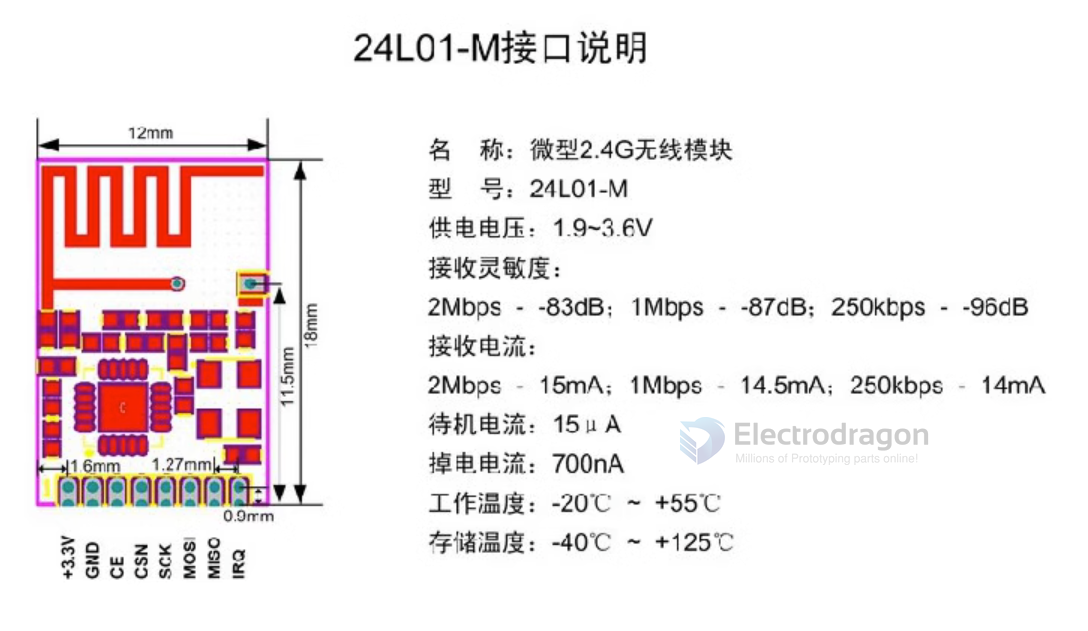 24L01-M接口说明
12mm
18mm
11.5mm
1.6mm
1.27mm
0.9mm
1
C
+3.3V
GND
CE
CSN
SCK
MOSI
MISO
IRQ
名 称：微型2.4G无线模块
型 号：24L01-M
供电电压：1.9~3.6V
接收灵敏度：
2Mbps - -83dB；1Mbps - -87dB；250kbps - -96dB
接收电流：
2Mbps - 15mA；1Mbps - 14.5mA；250kbps - 14mA
待机电流：15μA
掉电电流：700nA
工作温度：-20℃ ~ +55℃
存储温度：-40℃ ~ +125℃
Electrodragon
Millions of Prototyping parts online!